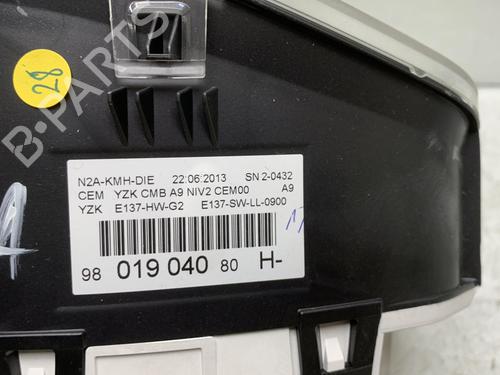 28
N2A-KMH-DIE 22.06.2013 SN 2-0432
CEM YZK CMB A9 NIV2 CEM00 A9
YZK E137-HW-G2 E137-SW-LL-0900
98 019 040 80 H-
B-PARTS